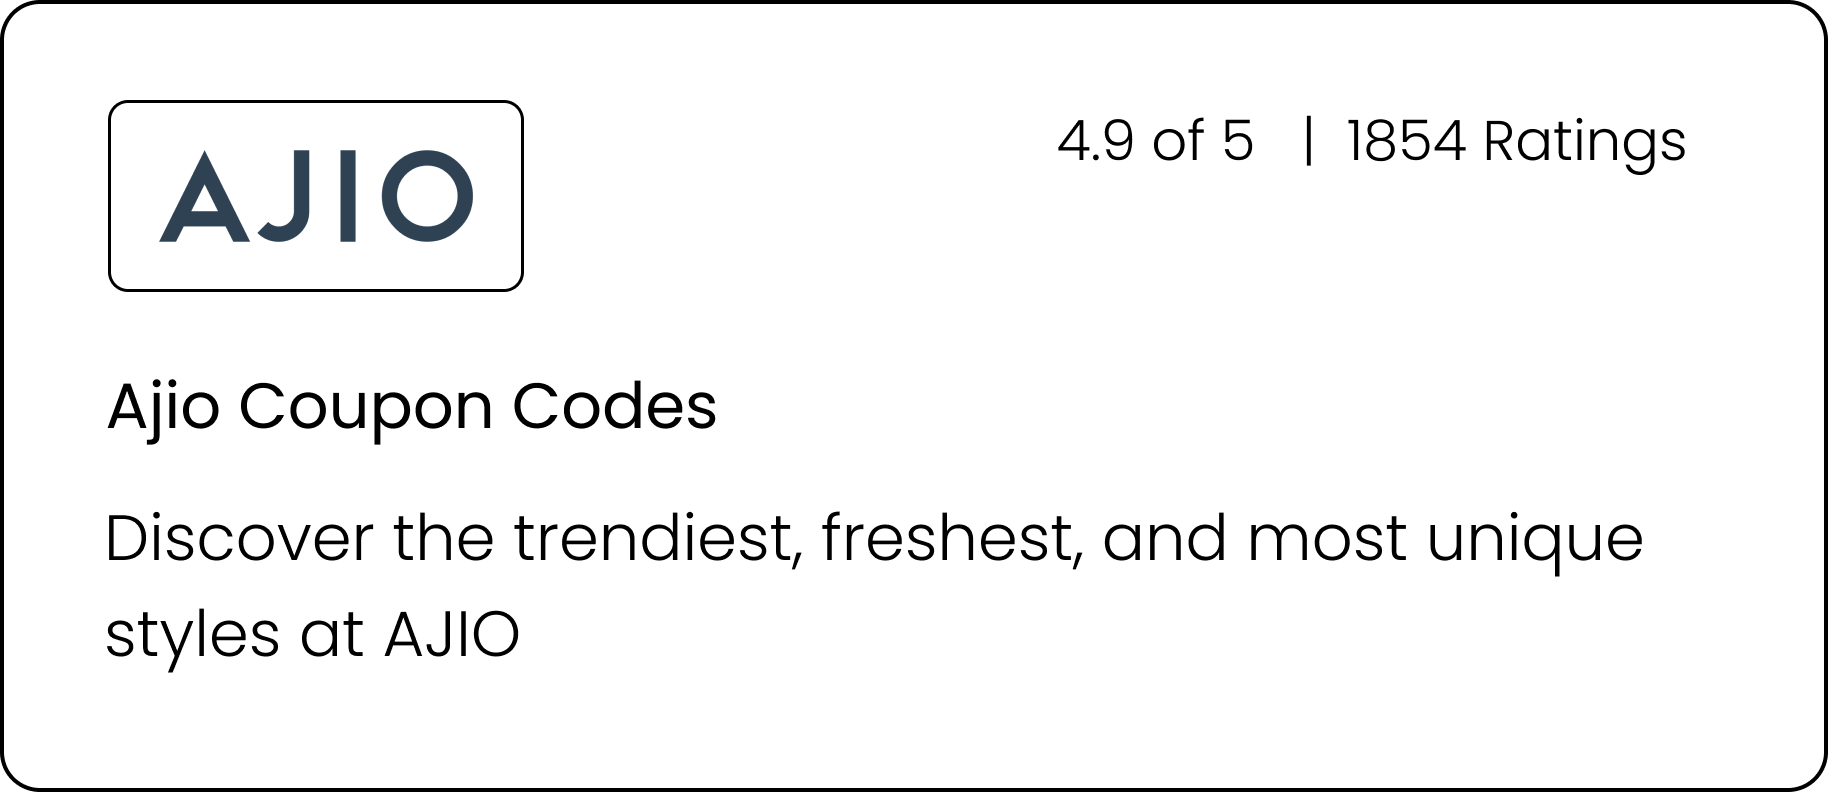 AJIO
4.9 of 5 | 1854 Ratings
Ajio Coupon Codes
Discover the trendiest, freshest, and most unique
styles at AJIO